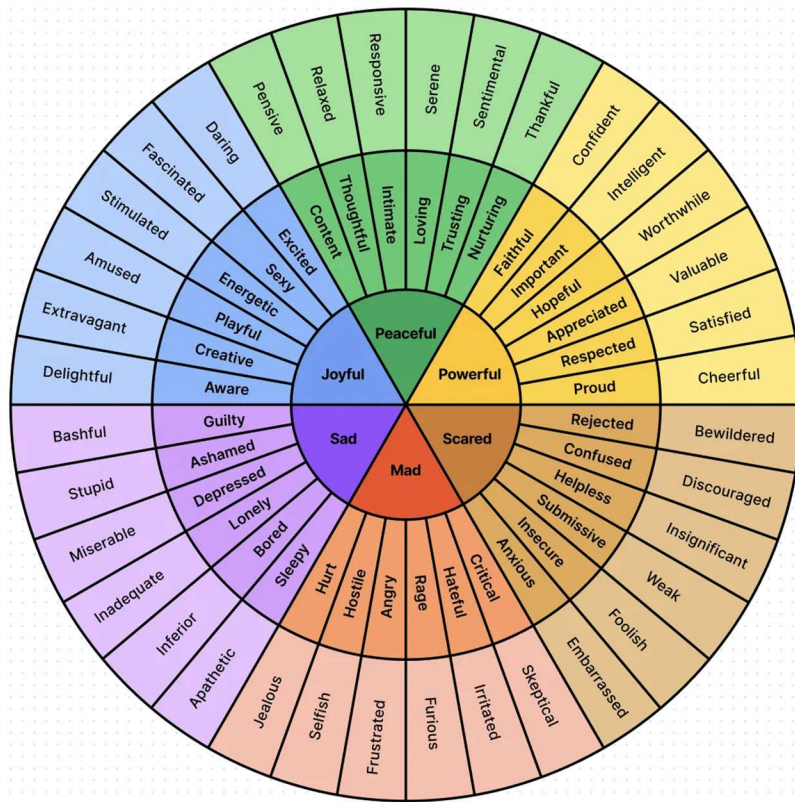 Peaceful
Powerful
Scared
Mad
Sad
Joyful
Content
Thoughtful
Intimate
Loving
Trusting
Nurturing
Faithful
Important
Hopeful
Appreciated
Respected
Proud
Rejected
Confused
Helpless
Submissive
Insecure
Anxious
Critical
Hateful
Rage
Angry
Hostile
Hurt
Sleepy
Bored
Lonely
Depressed
Ashamed
Guilty
Aware
Creative
Playful
Energetic
Sexy
Excited
Pensive
Relaxed
Responsive
Serene
Sentimental
Thankful
Confident
Intelligent
Worthwhile
Valuable
Satisfied
Cheerful
Bewildered
Discouraged
Insignificant
Weak
Foolish
Embarrassed
Skeptical
Irritated
Furious
Frustrated
Selfish
Jealous
Apathetic
Inferior
Inadequate
Miserable
Stupid
Bashful
Delightful
Extravagant
Amused
Stimulated
Fascinated
Daring